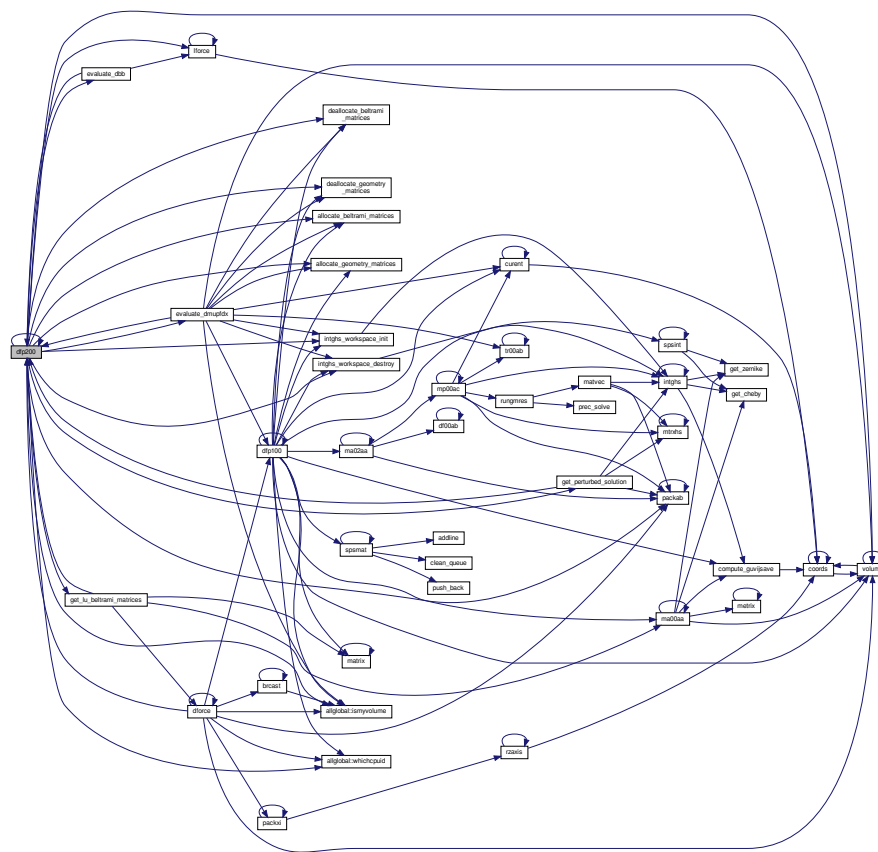 lforce
evaluate_dbb
deallocate_beltrami
_matrices
deallocate_geometry
_matrices
allocate_beltrami_matrices
allocate_geometry_matrices
curent
evaluate_dmupfdx
intghs_workspace_init
dfp200
tr00ab
spsint
intghs_workspace_destroy
get_zernike
mp00ac
matvec
intghs
get_cheby
rungmres
prec_solve
df00ab
mtrxhs
dfp100
ma02aa
get_perturbed_solution
packab
addline
spsmat
clean_queue
compute_guvijsave
coords
volum
push_back
get_lu_beltrami_matrices
metrix
ma00aa
matrix
brcast
dforce
allglobal::ismyvolume
rzaxis
allglobal::whichcpuid
packxi